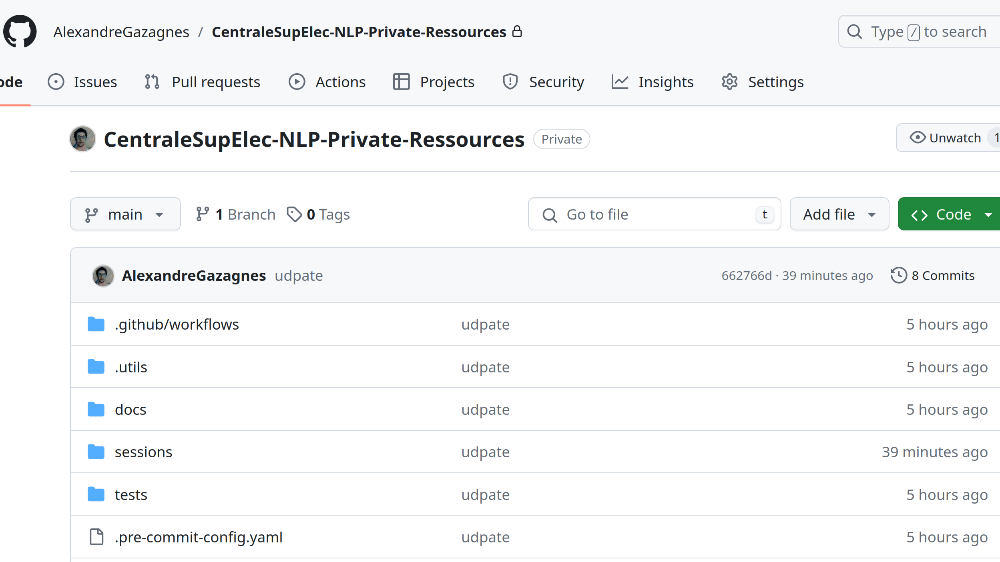 AlexandreGazagnes / CentraleSupElec-NLP-Private-Ressources
Type / to search
ode Issues Pull requests Actions Projects Security Insights Settings
CentraleSupElec-NLP-Private-Ressources Private
Unwatch 1
main 1 Branch 0 Tags
Go to file t Add file Code
AlexandreGazagnes udpate 662766d · 39 minutes ago 8 Commits
.github/workflows udpate 5 hours ago
.utils udpate 5 hours ago
docs udpate 5 hours ago
sessions udpate 39 minutes ago
tests udpate 5 hours ago
.pre-commit-config.yaml udpate 5 hours ago